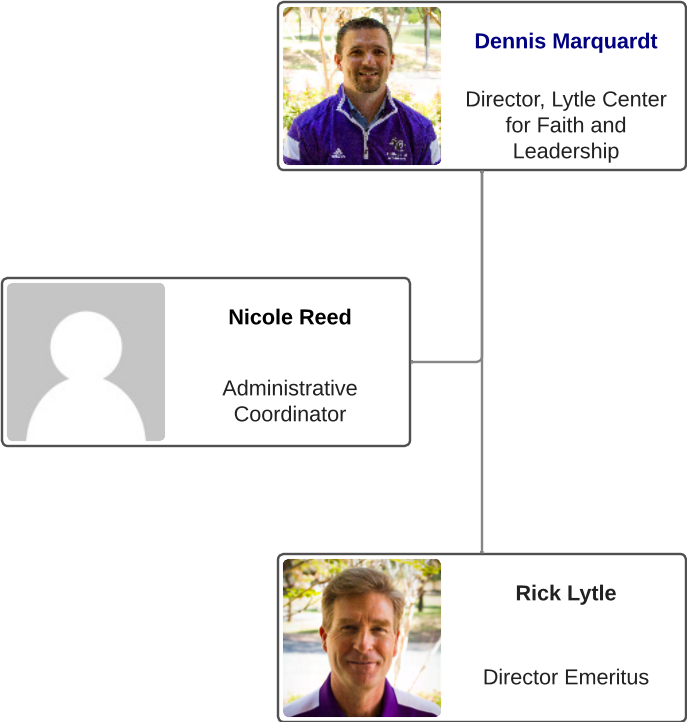 Dennis Marquardt
Director, Lytle Center
for Faith and
Leadership
Nicole Reed
Administrative
Coordinator
Rick Lytle
Director Emeritus